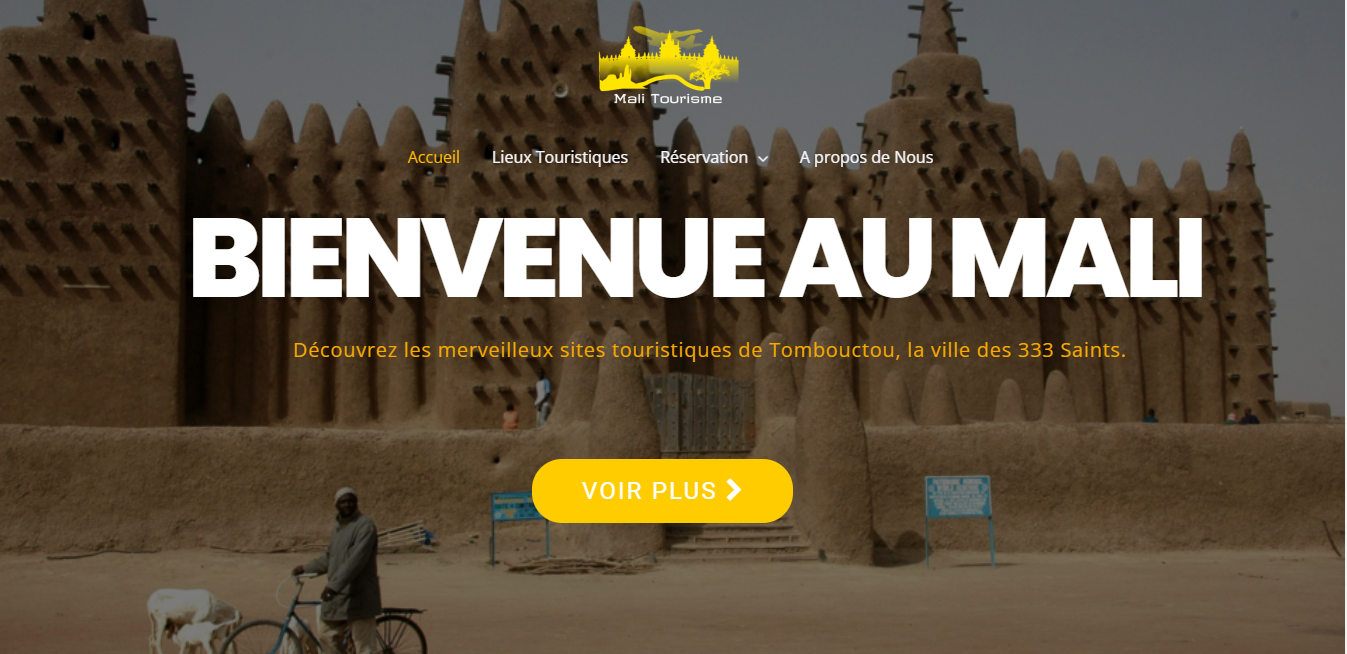 Mali Tourisme
Accueil Lieux Touristiques Réservation A propos de Nous
BIENVENUE AU MALI
Découvrez les merveilleux sites touristiques de Tombouctou, la ville des 333 Saints.
VOIR PLUS